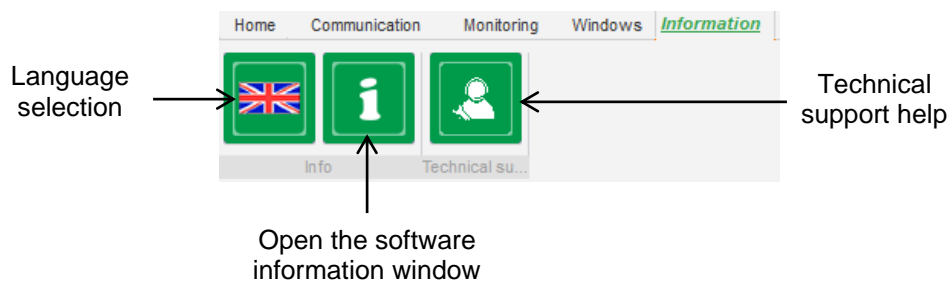 Home Communication Monitoring Windows Information
Language
selection
Technical
support help
Info Technical su...
Open the software
information window